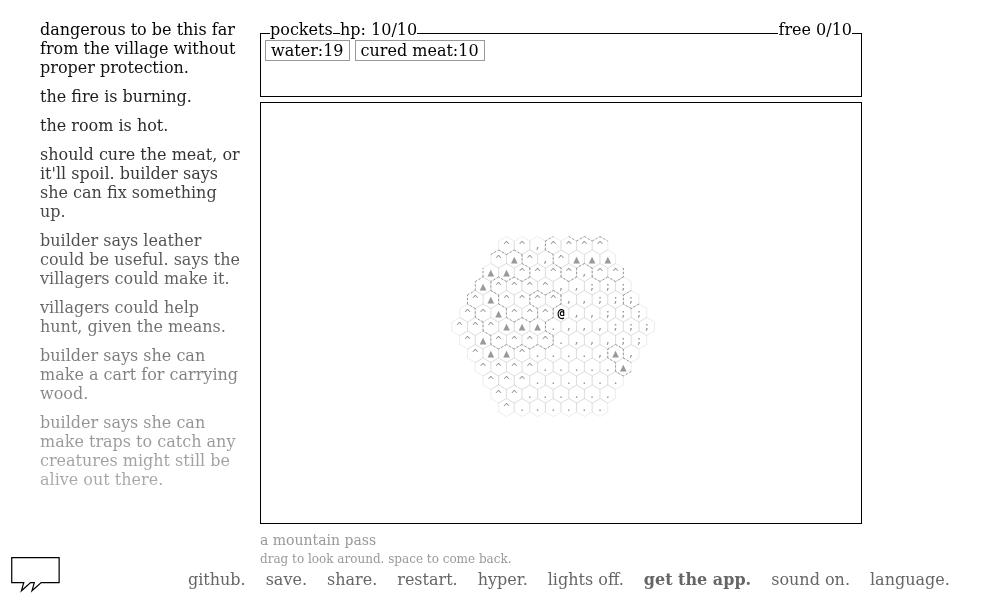 dangerous to be this far
from the village without
proper protection.
the fire is burning.
the room is hot.
should cure the meat, or
it'll spoil. builder says
she can fix something
up.
builder says leather
could be useful. says the
villagers could make it.
villagers could help
hunt, given the means.
builder says she can
make a cart for carrying
wood.
builder says she can
make traps to catch any
creatures might still be
alive out there.
pockets hp: 10/10 free 0/10
water:19 cured meat:10
@
a mountain pass
drag to look around. space to come back.
github. save. share. restart. hyper. lights off. get the app. sound on. language.